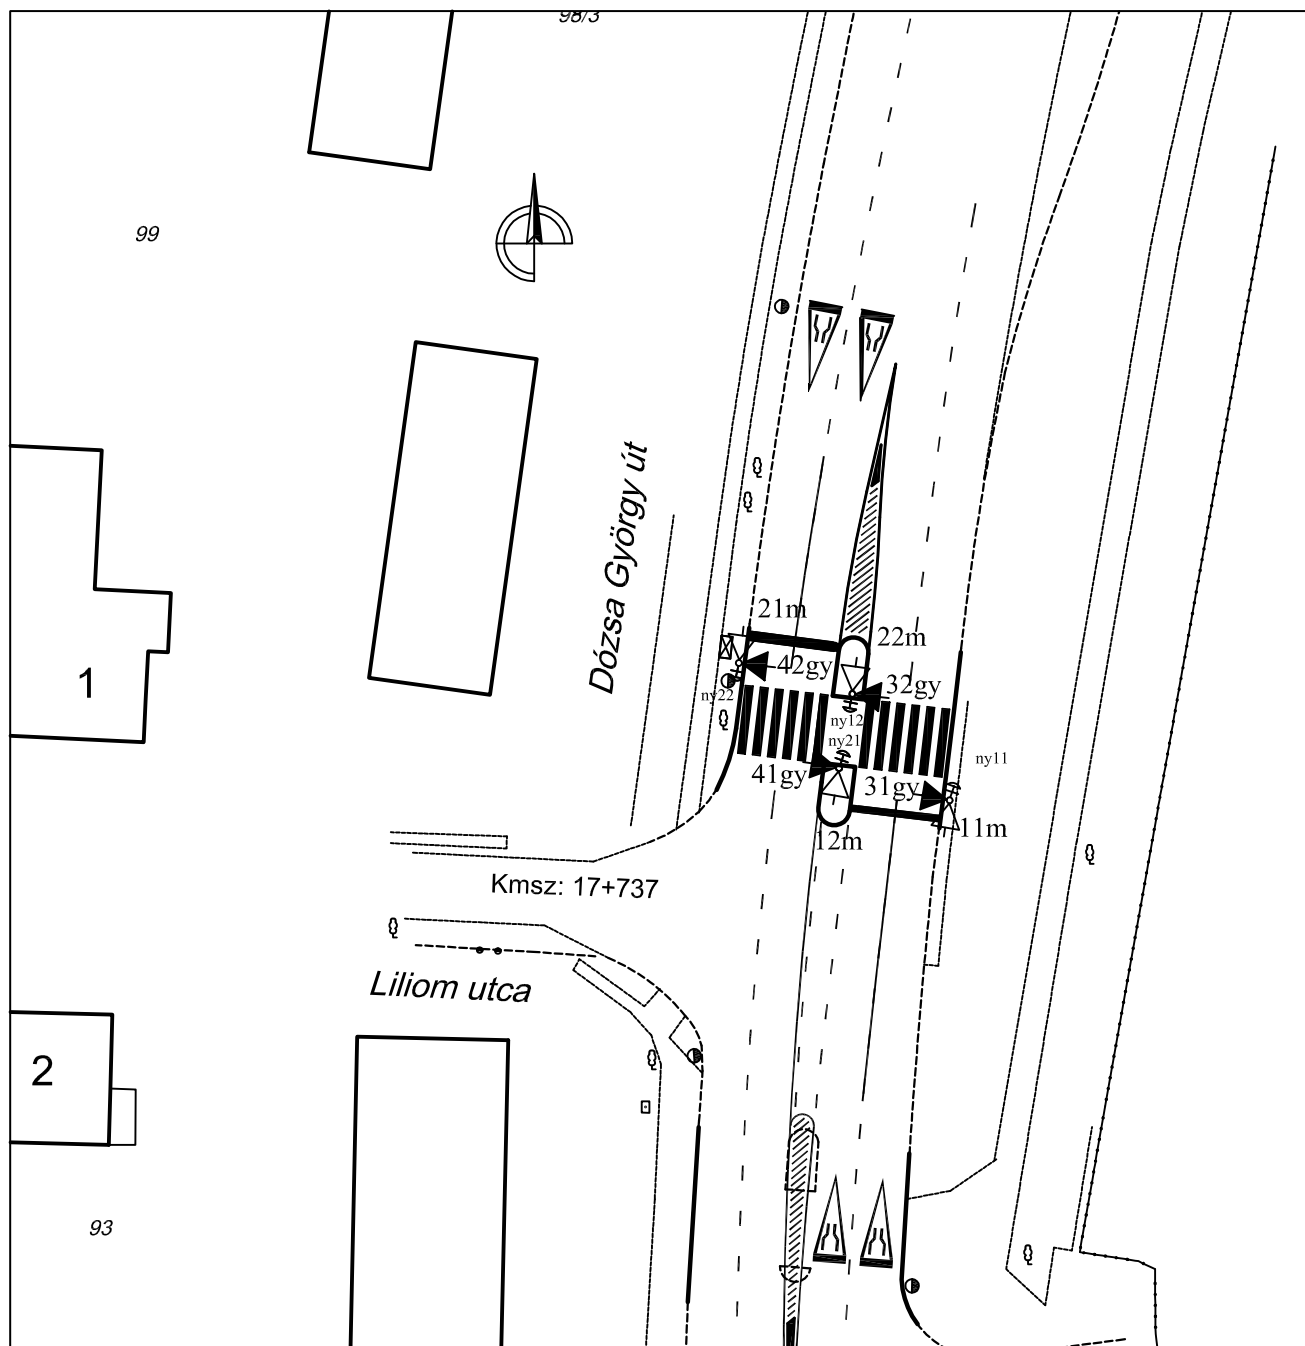 98/3
99
Dózsa György út
21m
22m
42gy
32gy
ny22
ny12
ny21
ny11
41gy
31gy
12m
11m
1
Kmsz: 17+737
Liliom utca
2
93